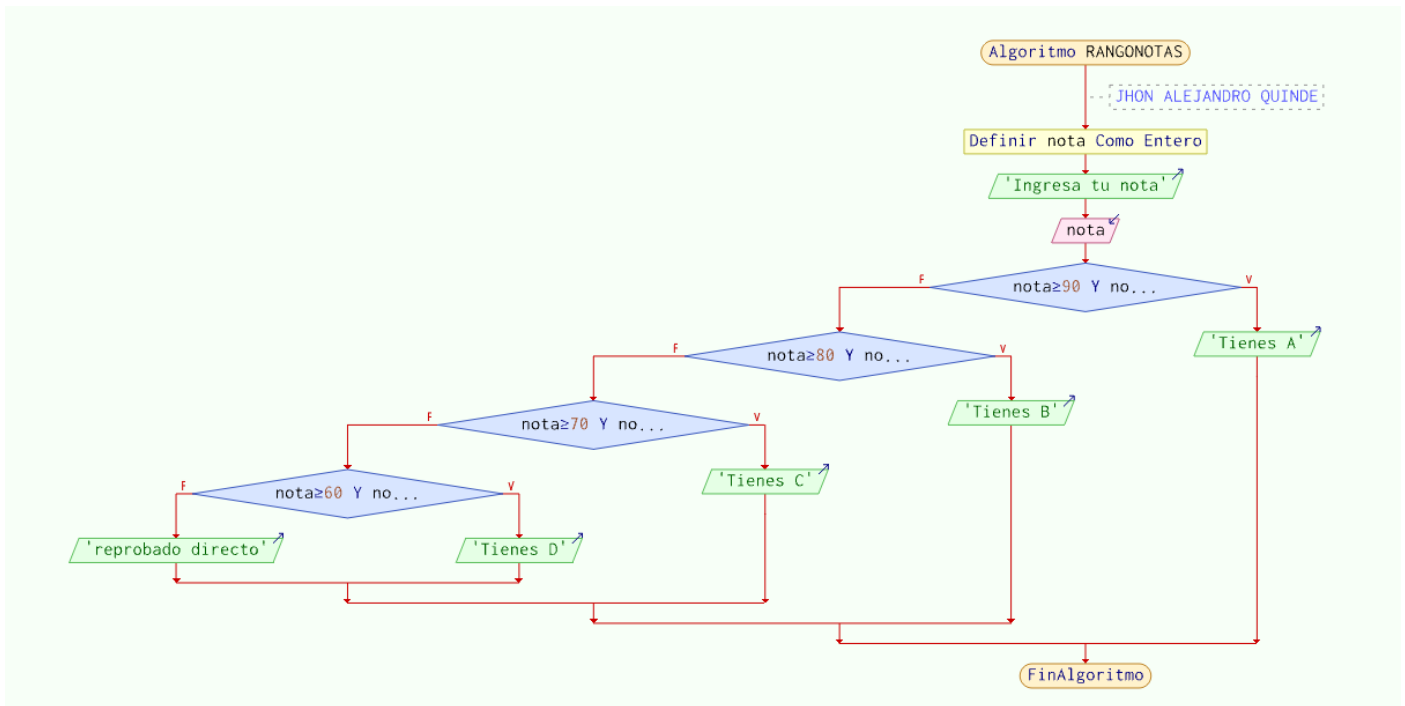 Algoritmo RANGONOTAS
JHON ALEJANDRO QUINDE
Definir nota Como Entero
'Ingresa tu nota'
nota
F
nota≥90 Y no...
V
'Tienes A'
F
nota≥80 Y no...
V
'Tienes B'
F
nota≥70 Y no...
V
'Tienes C'
F
nota≥60 Y no...
V
'reprobado directo'
'Tienes D'
FinAlgoritmo